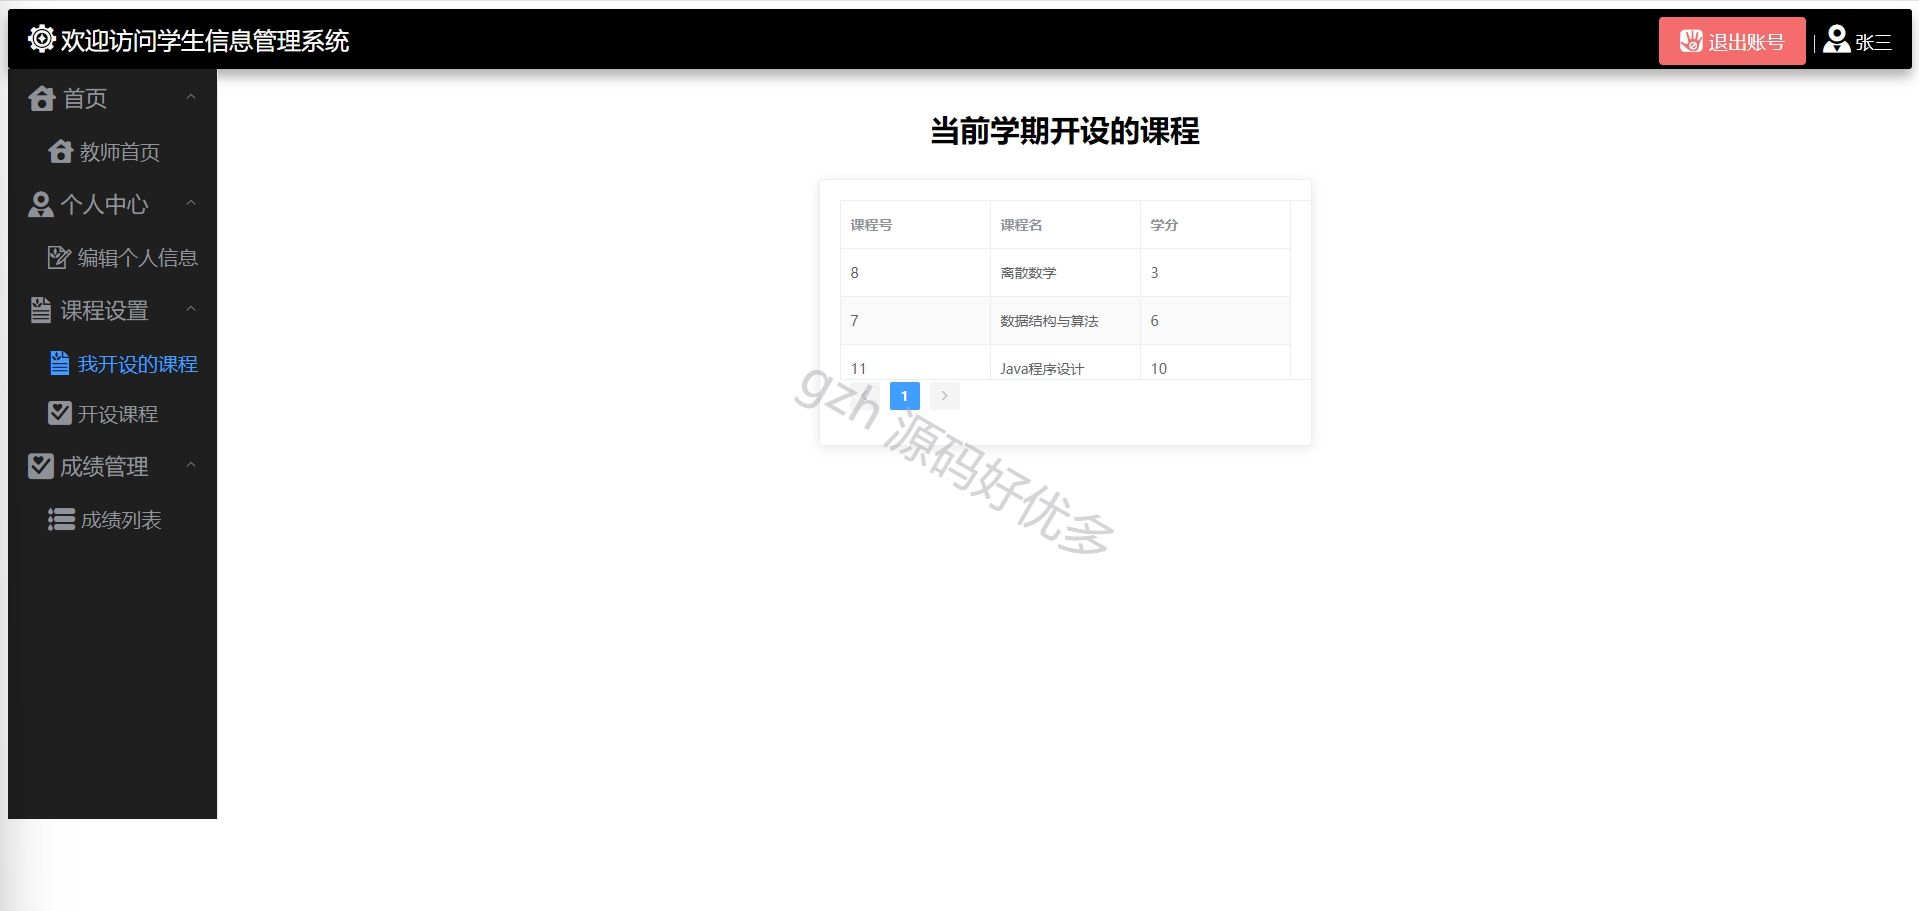 欢迎访问学生信息管理系统
退出账号 | 张三
首页
教师首页
个人中心
编辑个人信息
课程设置
我开设的课程
开设课程
成绩管理
成绩列表
当前学期开设的课程
课程号 课程名 学分
8 离散数学 3
7 数据结构与算法 6
11 Java程序设计 10
1
gzh 源码好优多